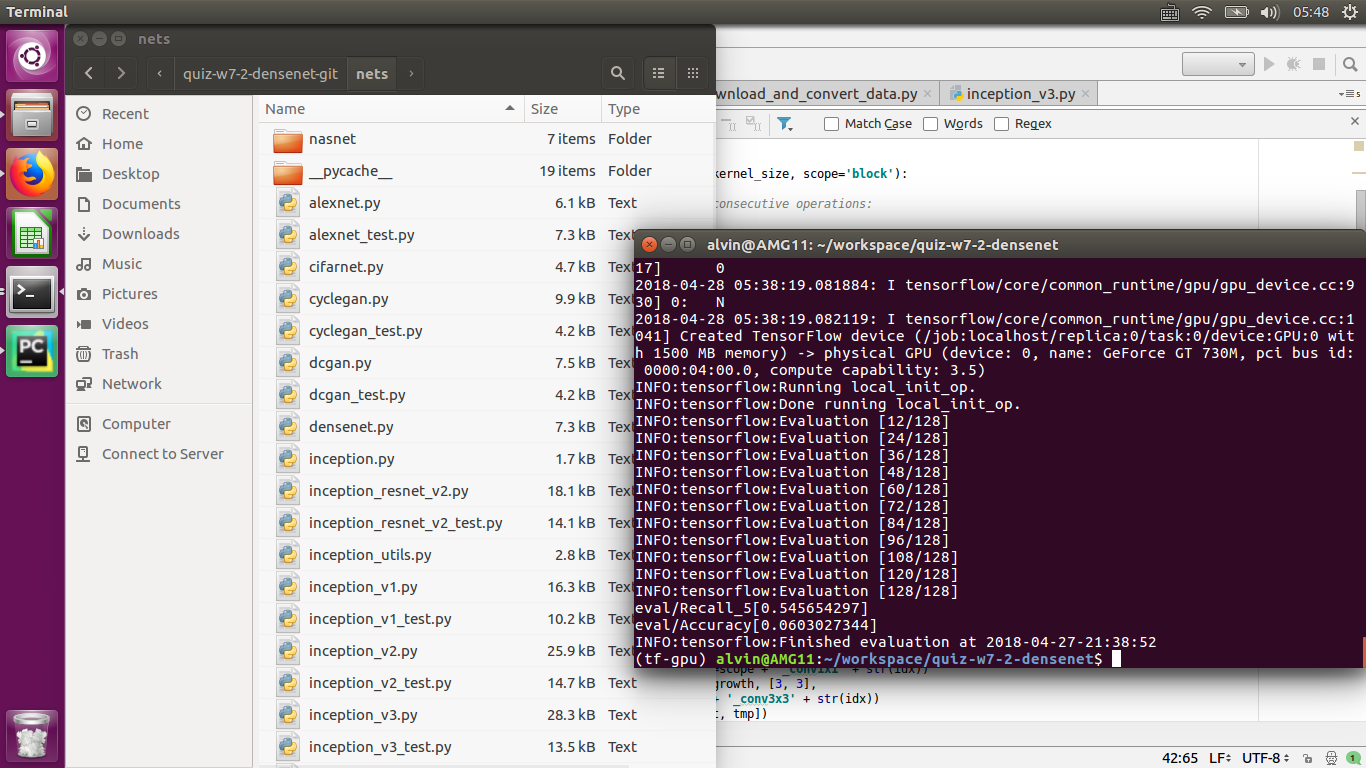 Terminal
05:48
nets
quiz-w7-2-densenet-git
nets
Recent
Home
Desktop
Documents
Downloads
Music
Pictures
Videos
Trash
Network
Computer
Connect to Server
Name Size Type
nasnet 7 items Folder
__pycache__ 19 items Folder
alexnet.py 6.1 kB Text
alexnet_test.py 7.3 kB Text
cifarnet.py 4.7 kB Text
cyclegan.py 9.9 kB Text
cyclegan_test.py 4.2 kB Text
dcgan.py 7.5 kB Text
dcgan_test.py 4.2 kB Text
densenet.py 7.3 kB Text
inception.py 1.7 kB Text
inception_resnet_v2.py 18.1 kB Text
inception_resnet_v2_test.py 14.1 kB Text
inception_utils.py 2.8 kB Text
inception_v1.py 16.3 kB Text
inception_v1_test.py 10.2 kB Text
inception_v2.py 25.9 kB Text
inception_v2_test.py 14.7 kB Text
inception_v3.py 28.3 kB Text
inception_v3_test.py 13.5 kB Text
wnload_and_convert_data.py inception_v3.py
Match Case Words Regex
kernel_size, scope='block'):
consecutive operations:
alvin@AMG11: ~/workspace/quiz-w7-2-densenet
17] 0
2018-04-28 05:38:19.081884: I tensorflow/core/common_runtime/gpu/gpu_device.cc:9
30] 0: N
2018-04-28 05:38:19.082119: I tensorflow/core/common_runtime/gpu/gpu_device.cc:1
041] Created TensorFlow device (/job:localhost/replica:0/task:0/device:GPU:0 wit
h 1500 MB memory) -> physical GPU (device: 0, name: GeForce GT 730M, pci bus id:
0000:04:00.0, compute capability: 3.5)
INFO:tensorflow:Running local_init_op.
INFO:tensorflow:Done running local_init_op.
INFO:tensorflow:Evaluation [12/128]
INFO:tensorflow:Evaluation [24/128]
INFO:tensorflow:Evaluation [36/128]
INFO:tensorflow:Evaluation [48/128]
INFO:tensorflow:Evaluation [60/128]
INFO:tensorflow:Evaluation [72/128]
INFO:tensorflow:Evaluation [84/128]
INFO:tensorflow:Evaluation [96/128]
INFO:tensorflow:Evaluation [108/128]
INFO:tensorflow:Evaluation [120/128]
INFO:tensorflow:Evaluation [128/128]
eval/Recall_5[0.545654297]
eval/Accuracy[0.0603027344]
INFO:tensorflow:Finished evaluation at 2018-04-27-21:38:52
(tf-gpu) alvin@AMG11:~/workspace/quiz-w7-2-densenet$
growth, [3, 3],
+ '_conv3x3' + str(idx))
t, tmp])
42:65 LF UTF-8 1